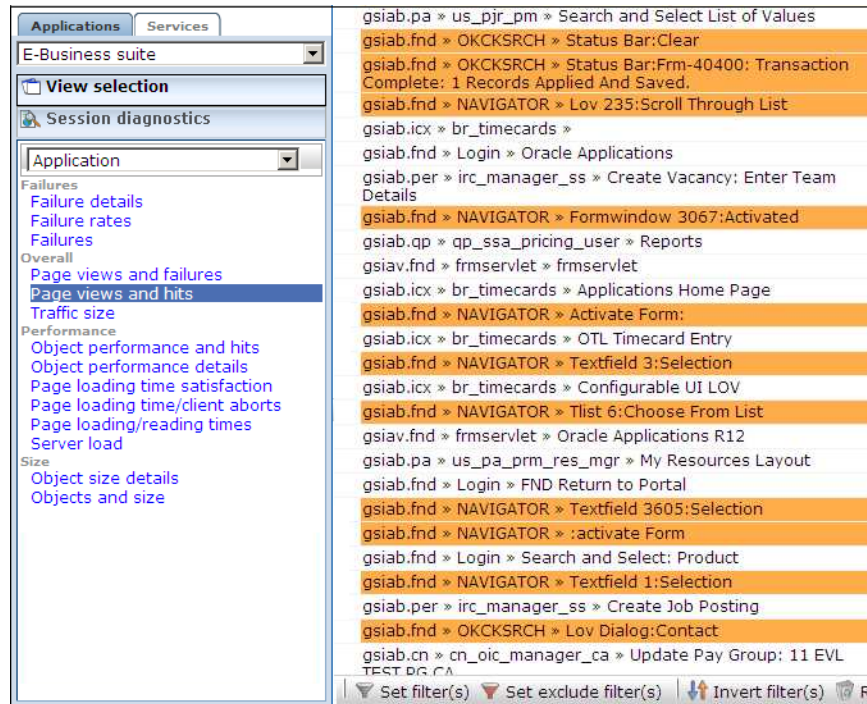 Applications
Services
E-Business suite
View selection
Session diagnostics
Application
Failures
Failure details
Failure rates
Failures
Overall
Page views and failures
Page views and hits
Traffic size
Performance
Object performance and hits
Object performance details
Page loading time satisfaction
Page loading time/client aborts
Page loading/reading times
Server load
Size
Object size details
Objects and size
gsiab.pa » us_pjr_pm » Search and Select List of Values
gsiab.fnd » OKCKSRCH » Status Bar:Clear
gsiab.fnd » OKCKSRCH » Status Bar:Frm-40400: Transaction
Complete: 1 Records Applied And Saved.
gsiab.fnd » NAVIGATOR » Lov 235:Scroll Through List
gsiab.icx » br_timecards »
gsiab.fnd » Login » Oracle Applications
gsiab.per » irc_manager_ss » Create Vacancy: Enter Team
Details
gsiab.fnd » NAVIGATOR » Formwindow 3067:Activated
gsiab.qp » qp_ssa_pricing_user » Reports
gsiav.fnd » frmservlet » frmservlet
gsiab.icx » br_timecards » Applications Home Page
gsiab.fnd » NAVIGATOR » Activate Form:
gsiab.icx » br_timecards » OTL Timecard Entry
gsiab.fnd » NAVIGATOR » Textfield 3:Selection
gsiab.icx » br_timecards » Configurable UI LOV
gsiab.fnd » NAVIGATOR » Tlist 6:Choose From List
gsiav.fnd » frmservlet » Oracle Applications R12
gsiab.pa » us_pa_prm_res_mgr » My Resources Layout
gsiab.fnd » Login » FND Return to Portal
gsiab.fnd » NAVIGATOR » Textfield 3605:Selection
gsiab.fnd » NAVIGATOR » :activate Form
gsiab.fnd » Login » Search and Select: Product
gsiab.fnd » NAVIGATOR » Textfield 1:Selection
gsiab.per » irc_manager_ss » Create Job Posting
gsiab.fnd » OKCKSRCH » Lov Dialog:Contact
gsiab.cn » cn_oic_manager_ca » Update Pay Group: 11 EVL
TEST PG CA
Set filter(s) Set exclude filter(s) Invert filter(s) R